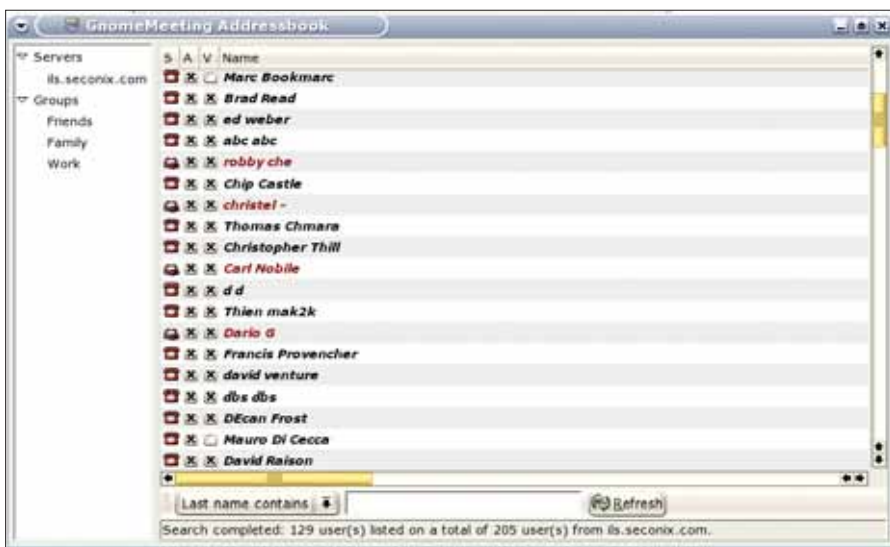 GnomeMeeting Addressbook
Servers
ils.seconix.com
Groups
Friends
Family
Work
S A V Name
Marc Bookmarc
Brad Read
ed weber
abc abc
robby che
Chip Castle
christel -
Thomas Chmara
Christopher Thill
Carl Nobile
d d
Thien mak2k
Dario G
Francis Provencher
david venture
dbs dbs
DEcan Frost
Mauro Di Cecca
David Raison
Last name contains
Refresh
Search completed: 129 user(s) listed on a total of 205 user(s) from ils.seconix.com.